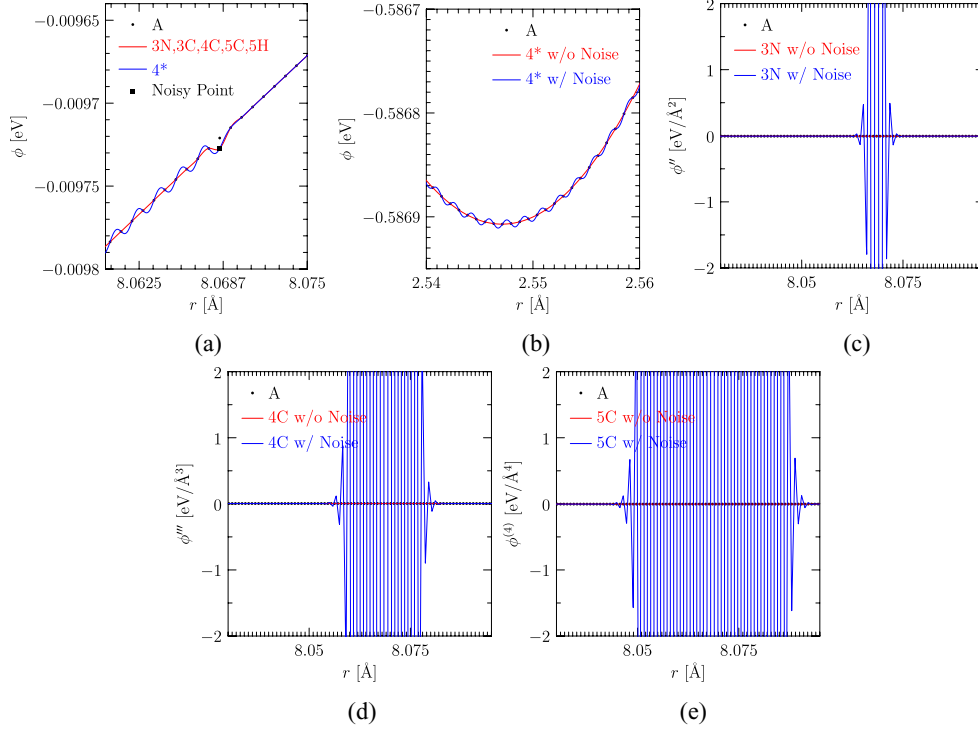 −0.00965
−0.0097
−0.00975
−0.0098
ϕ [eV]
A
3N,3C,4C,5C,5H
4*
Noisy Point
8.0625 8.0687 8.075
r [Å]
(a)
−0.5867
−0.5868
−0.5869
ϕ [eV]
A
4* w/o Noise
4* w/ Noise
2.54 2.55 2.56
r [Å]
(b)
2
1
0
−1
−2
ϕ″ [eV/Å²]
A
3N w/o Noise
3N w/ Noise
8.05 8.075
r [Å]
(c)
2
1
0
−1
−2
ϕ‴ [eV/Å³]
A
4C w/o Noise
4C w/ Noise
8.05 8.075
r [Å]
(d)
2
1
0
−1
−2
ϕ⁽⁴⁾ [eV/Å⁴]
A
5C w/o Noise
5C w/ Noise
8.05 8.075
r [Å]
(e)